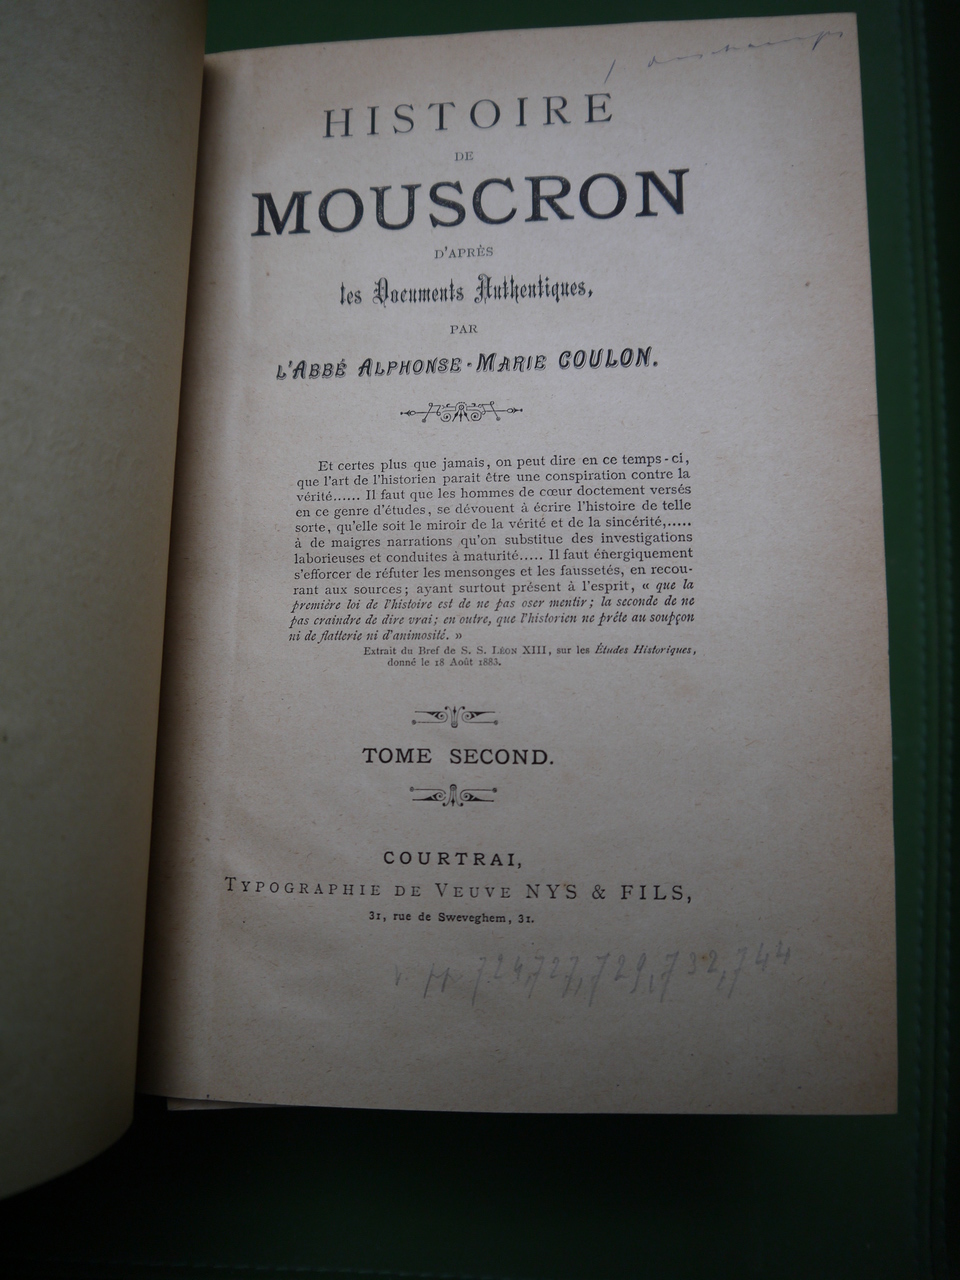 HISTOIRE
DE
MOUSCRON
D'APRÈS
les Documents Authentiques,
PAR
L'ABBÉ ALPHONSE-MARIE COULON.
Et certes plus que jamais, on peut dire en ce temps-ci,
que l'art de l'historien parait être une conspiration contre la
vérité...... Il faut que les hommes de cœur doctement versés
en ce genre d'études, se dévouent à écrire l'histoire de telle
sorte, qu'elle soit le miroir de la vérité et de la sincérité,.....
à de maigres narrations qu'on substitue des investigations
laborieuses et conduites à maturité..... Il faut énergiquement
s'efforcer de réfuter les mensonges et les faussetés, en recou-
rant aux sources; ayant surtout présent à l'esprit, « que la
première loi de l'histoire est de ne pas oser mentir; la seconde de ne
pas craindre de dire vrai; en outre, que l'historien ne prête au soupçon
ni de flatterie ni d'animosité. »
Extrait du Bref de S. S. LÉON XIII, sur les Études Historiques,
donné le 18 Août 1883.
TOME SECOND.
COURTRAI,
TYPOGRAPHIE DE VEUVE NYS & FILS,
31, rue de Sweveghem, 31.
724, 727, 729, 732, 744